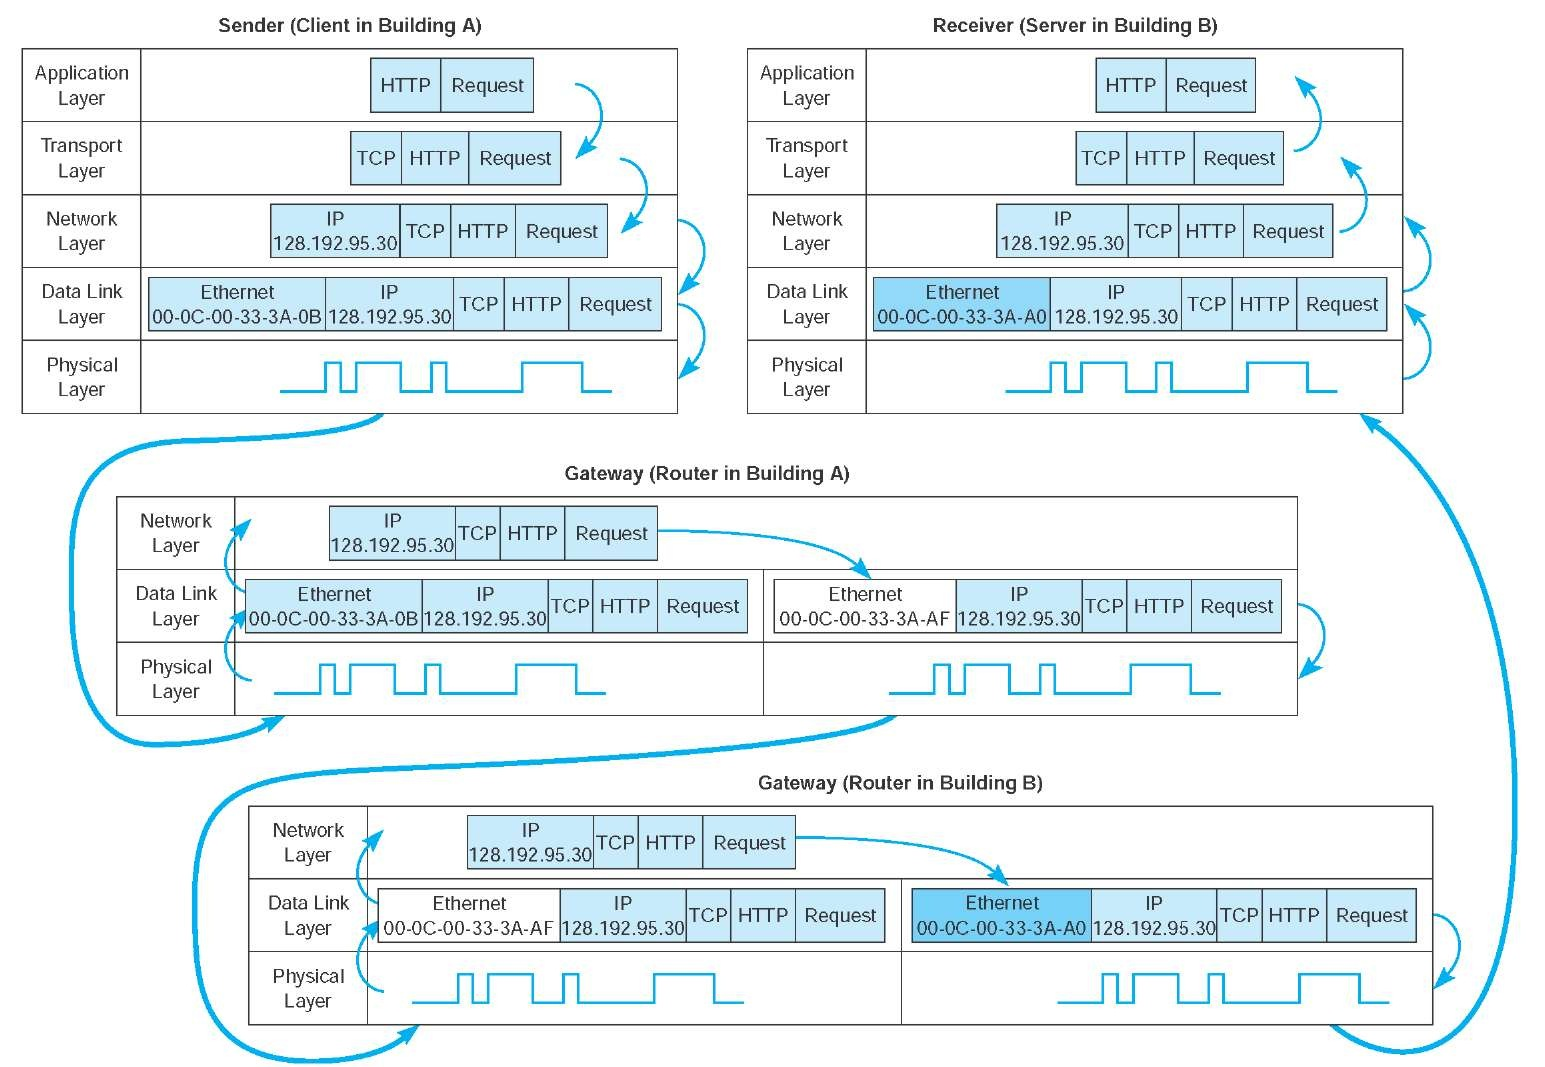 Sender (Client in Building A)
Application
Layer
HTTP Request
Transport
Layer
TCP HTTP Request
Network
Layer
IP
128.192.95.30 TCP HTTP Request
Data Link
Layer
Ethernet
00-0C-00-33-3A-0B
IP
128.192.95.30 TCP HTTP Request
Physical
Layer
Receiver (Server in Building B)
Application
Layer
HTTP Request
Transport
Layer
TCP HTTP Request
Network
Layer
IP
128.192.95.30 TCP HTTP Request
Data Link
Layer
Ethernet
00-0C-00-33-3A-A0
IP
128.192.95.30 TCP HTTP Request
Physical
Layer
Gateway (Router in Building A)
Network
Layer
IP
128.192.95.30 TCP HTTP Request
Data Link
Layer
Ethernet
00-0C-00-33-3A-0B
IP
128.192.95.30 TCP HTTP Request
Ethernet
00-0C-00-33-3A-AF
IP
128.192.95.30 TCP HTTP Request
Physical
Layer
Gateway (Router in Building B)
Network
Layer
IP
128.192.95.30 TCP HTTP Request
Data Link
Layer
Ethernet
00-0C-00-33-3A-AF
IP
128.192.95.30 TCP HTTP Request
Ethernet
00-0C-00-33-3A-A0
IP
128.192.95.30 TCP HTTP Request
Physical
Layer